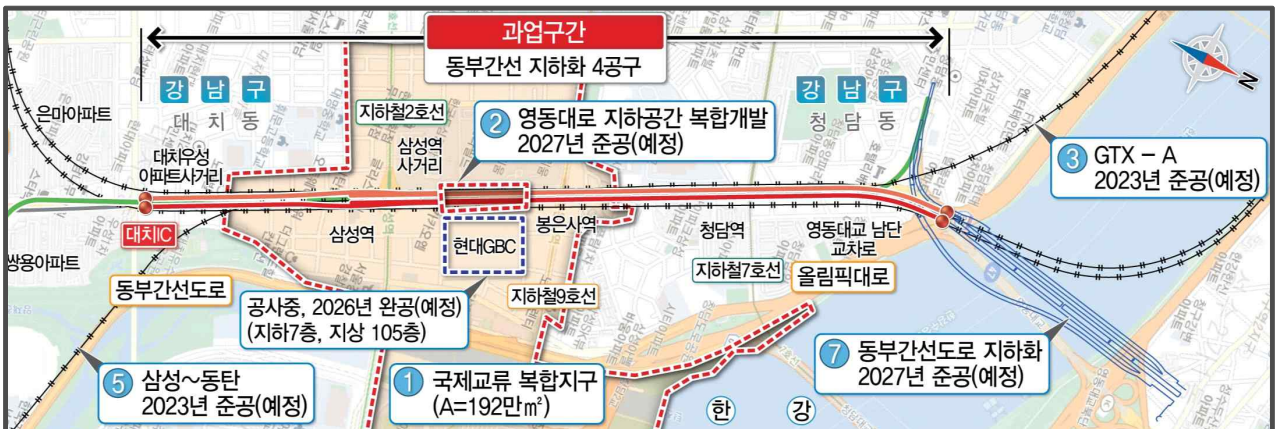 과업구간
동부간선 지하화 4공구
강남구
대치동
강남구
청담동
은마아파트
지하철2호선
② 영동대로 지하공간 복합개발
2027년 준공(예정)
③ GTX - A
2023년 준공(예정)
대치우성
아파트사거리
삼성역
사거리
대치IC
삼성역
현대GBC
봉은사역
청담역
영동대교 남단
교차로
쌍용아파트
동부간선도로
공사중, 2026년 완공(예정)
(지하7층, 지상 105층)
지하철9호선
지하철7호선
올림픽대로
⑤ 삼성~동탄
2023년 준공(예정)
① 국제교류 복합지구
(A=192만㎡)
⑦ 동부간선도로 지하화
2027년 준공(예정)
한 강
N